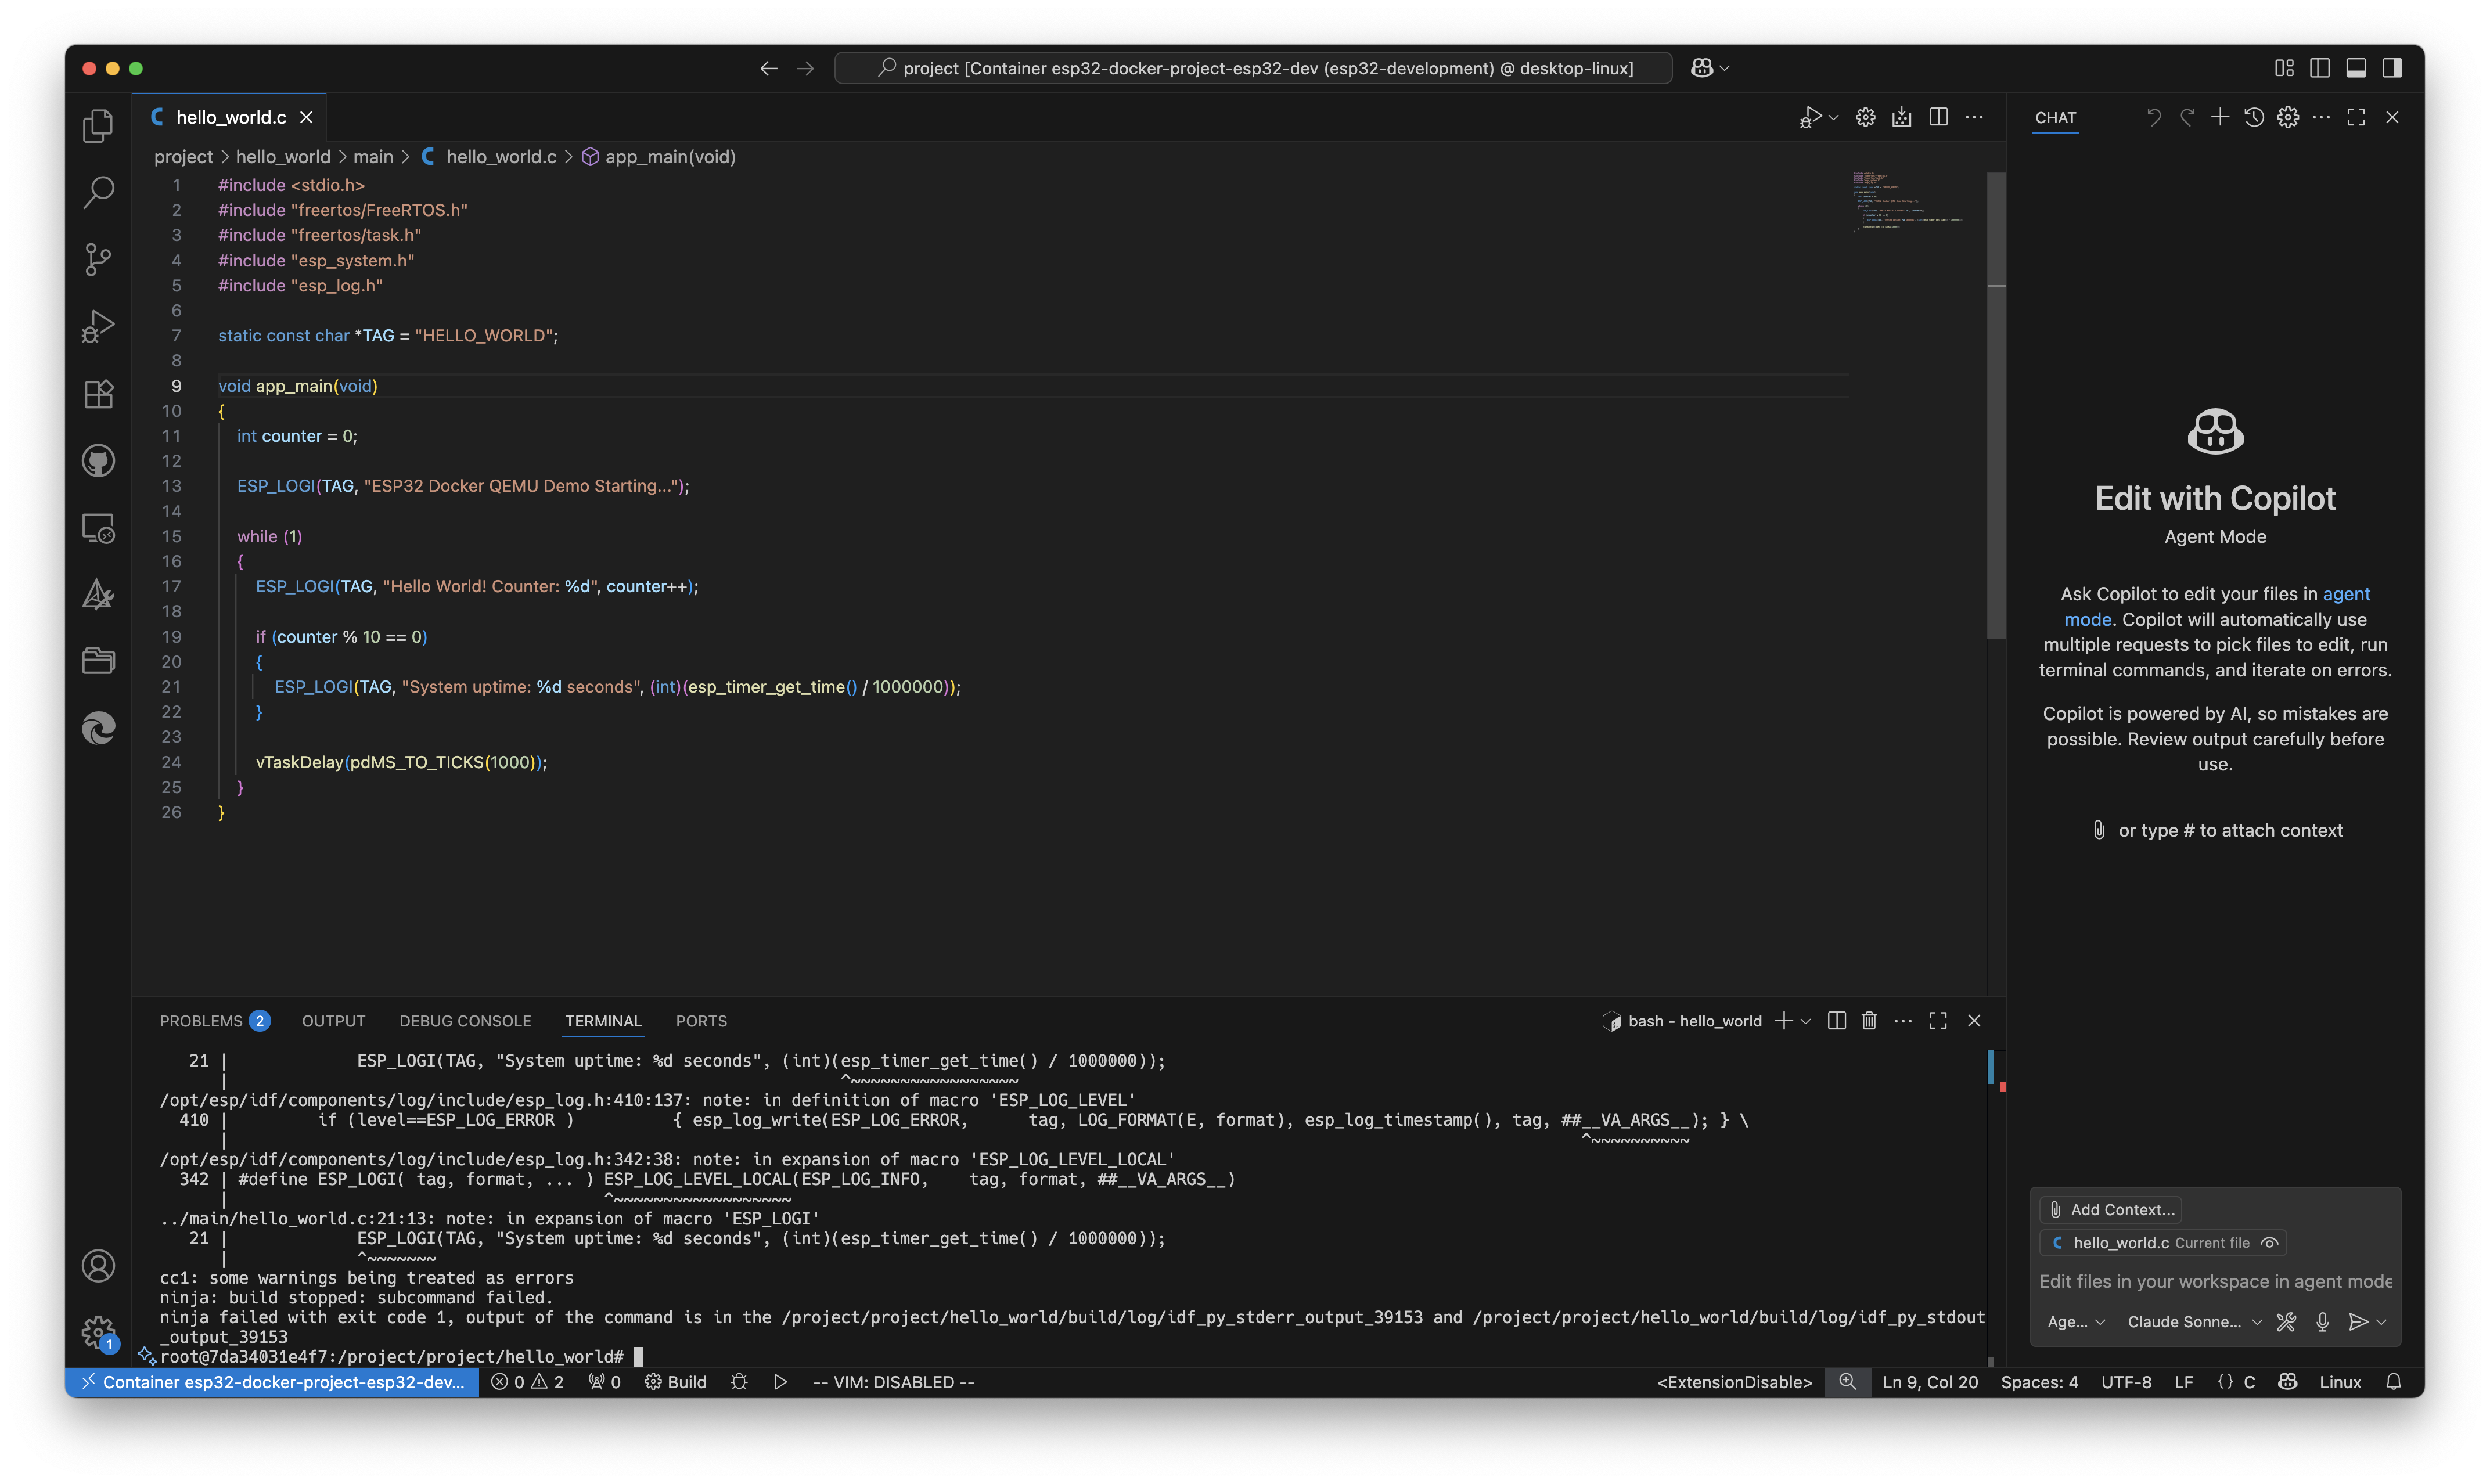 project [Container esp32-docker-project-esp32-dev (esp32-development) @ desktop-linux]
hello_world.c
project > hello_world > main > C hello_world.c > app_main(void)
1 #include <stdio.h>
2 #include "freertos/FreeRTOS.h"
3 #include "freertos/task.h"
4 #include "esp_system.h"
5 #include "esp_log.h"
6
7 static const char *TAG = "HELLO_WORLD";
8
9 void app_main(void)
10 {
11 int counter = 0;
12
13 ESP_LOGI(TAG, "ESP32 Docker QEMU Demo Starting...");
14
15 while (1)
16 {
17 ESP_LOGI(TAG, "Hello World! Counter: %d", counter++);
18
19 if (counter % 10 == 0)
20 {
21 ESP_LOGI(TAG, "System uptime: %d seconds", (int)(esp_timer_get_time() / 1000000));
22 }
23
24 vTaskDelay(pdMS_TO_TICKS(1000));
25 }
26 }
PROBLEMS 2 OUTPUT DEBUG CONSOLE TERMINAL PORTS
bash - hello_world
21 | ESP_LOGI(TAG, "System uptime: %d seconds", (int)(esp_timer_get_time() / 1000000));
| ^~~~~~~~~~~~~~~~~~
/opt/esp/idf/components/log/include/esp_log.h:410:137: note: in definition of macro 'ESP_LOG_LEVEL'
410 | if (level==ESP_LOG_ERROR ) { esp_log_write(ESP_LOG_ERROR, tag, LOG_FORMAT(E, format), esp_log_timestamp(), tag, ##__VA_ARGS__); } \
| ^~~~~~~~~~~
/opt/esp/idf/components/log/include/esp_log.h:342:38: note: in expansion of macro 'ESP_LOG_LEVEL_LOCAL'
342 | #define ESP_LOGI( tag, format, ... ) ESP_LOG_LEVEL_LOCAL(ESP_LOG_INFO, tag, format, ##__VA_ARGS__)
| ^~~~~~~~~~~~~~~~~~~
../main/hello_world.c:21:13: note: in expansion of macro 'ESP_LOGI'
21 | ESP_LOGI(TAG, "System uptime: %d seconds", (int)(esp_timer_get_time() / 1000000));
| ^~~~~~~~
cc1: some warnings being treated as errors
ninja: build stopped: subcommand failed.
ninja failed with exit code 1, output of the command is in the /project/project/hello_world/build/log/idf_py_stderr_output_39153 and /project/project/hello_world/build/log/idf_py_stdout
_output_39153
root@7da34031e4f7:/project/project/hello_world#
CHAT
Edit with Copilot
Agent Mode
Ask Copilot to edit your files in agent
mode. Copilot will automatically use
multiple requests to pick files to edit, run
terminal commands, and iterate on errors.
Copilot is powered by AI, so mistakes are
possible. Review output carefully before
use.
or type # to attach context
Add Context...
C hello_world.c Current file
Edit files in your workspace in agent mode
Age... Claude Sonne...
1
Container esp32-docker-project-esp32-dev... 0 2 0 Build -- VIM: DISABLED -- <ExtensionDisable> Ln 9, Col 20 Spaces: 4 UTF-8 LF {} C Linux